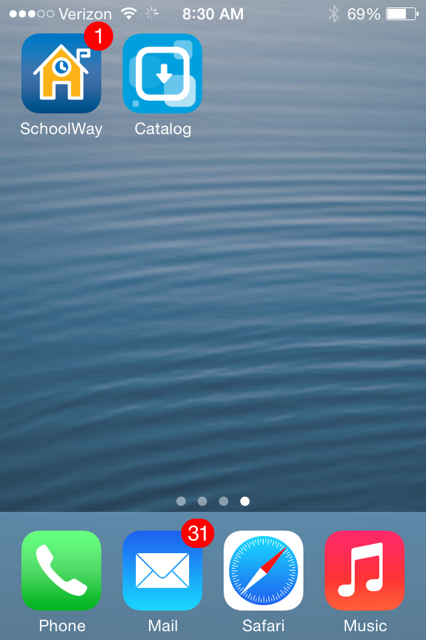 Verizon 8:30 AM 69%
1
SchoolWay Catalog
31
Phone Mail Safari Music